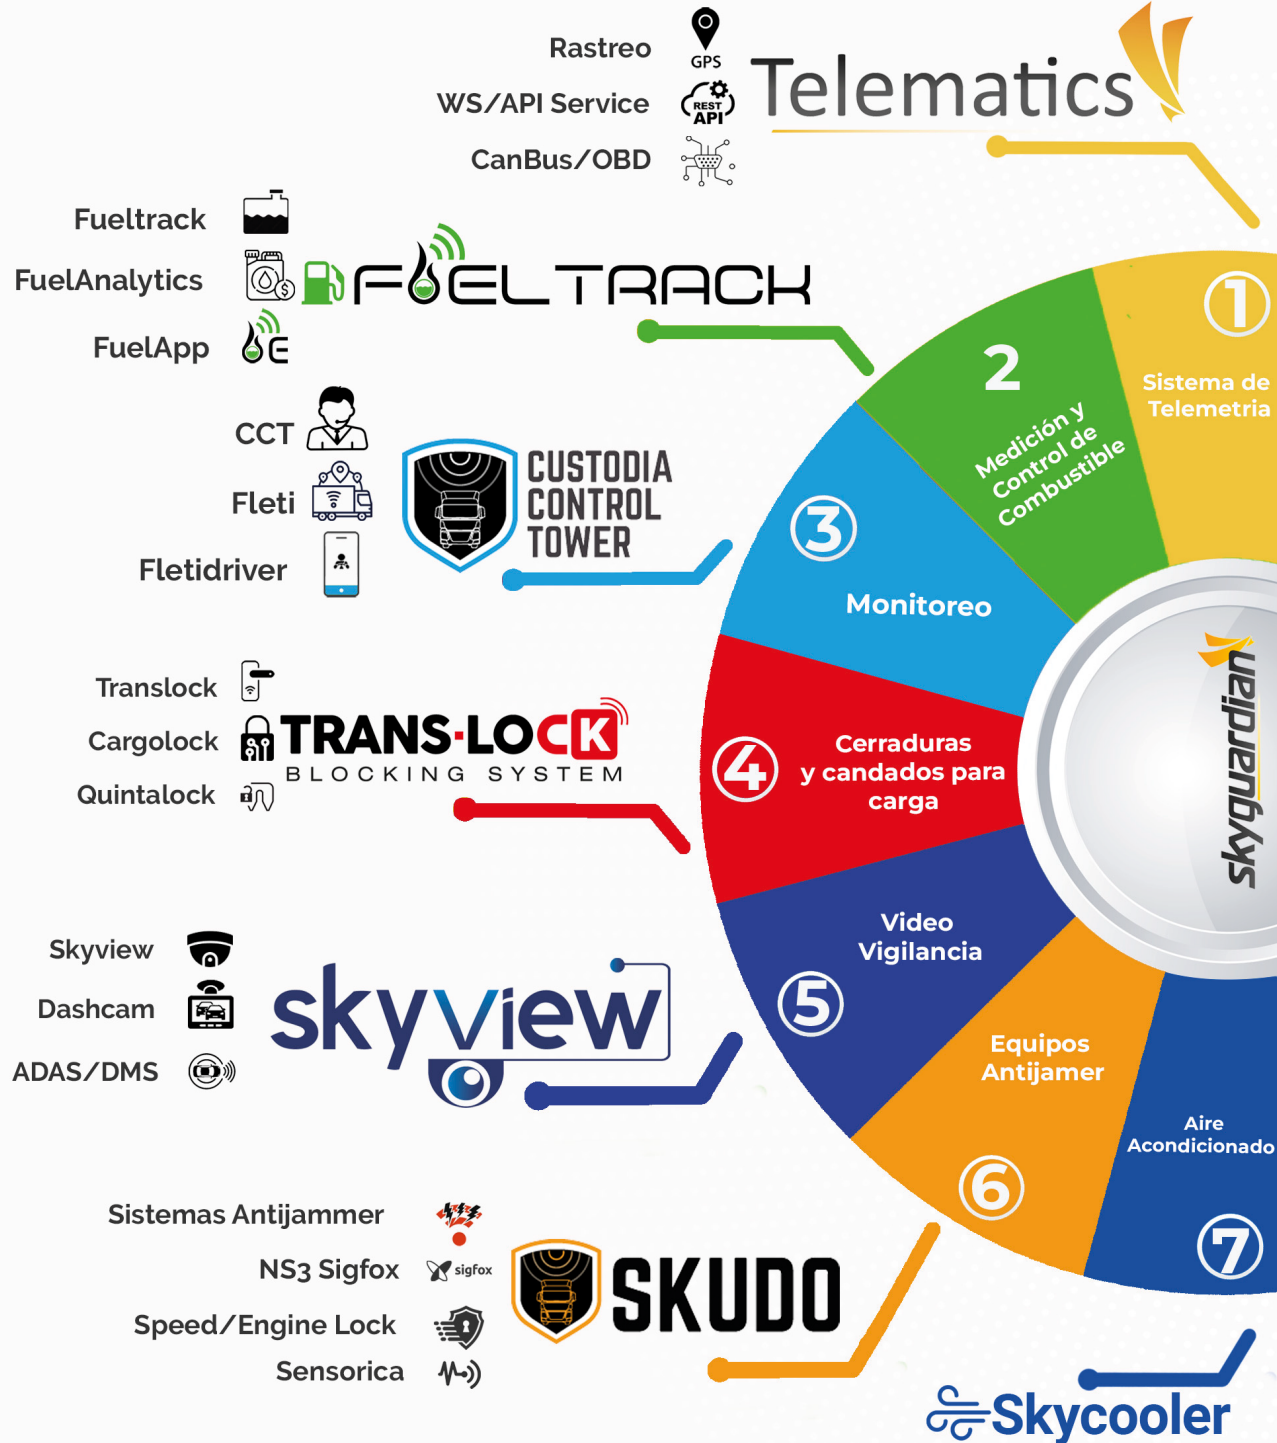 Rastreo
GPS
WS/API Service
REST
API
CanBus/OBD
Telematics
Fueltrack
FuelAnalytics
$
FuelApp
E
FUELTRACK
CCT
Fleti
Fletidriver
CUSTODIA
CONTROL
TOWER
Translock
Cargolock
Quintalock
TRANS·LOCK
BLOCKING SYSTEM
Skyview
Dashcam
ADAS/DMS
skyview
Sistemas Antijammer
NS3 Sigfox
sigfox
Speed/Engine Lock
Sensorica
SKUDO
Skycooler
1
Sistema de
Telemetria
2
Medición y
Control de
Combustible
3
Monitoreo
4
Cerraduras
y candados para
carga
Video
Vigilancia
5
Equipos
Antijamer
6
Aire
Acondicionado
7
skyguardian